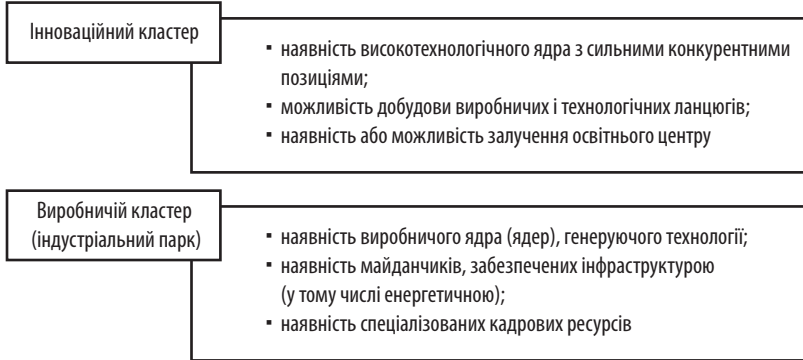 Інноваційний кластер
▪ наявність високотехнологічного ядра з сильними конкурентними
позиціями;
▪ можливість добудови виробничих і технологічних ланцюгів;
▪ наявність або можливість залучення освітнього центру
Виробничій кластер
(індустріальний парк)
▪ наявність виробничого ядра (ядер), генеруючого технології;
▪ наявність майданчиків, забезпечених інфраструктурою
(у тому числі енергетичною);
▪ наявність спеціалізованих кадрових ресурсів